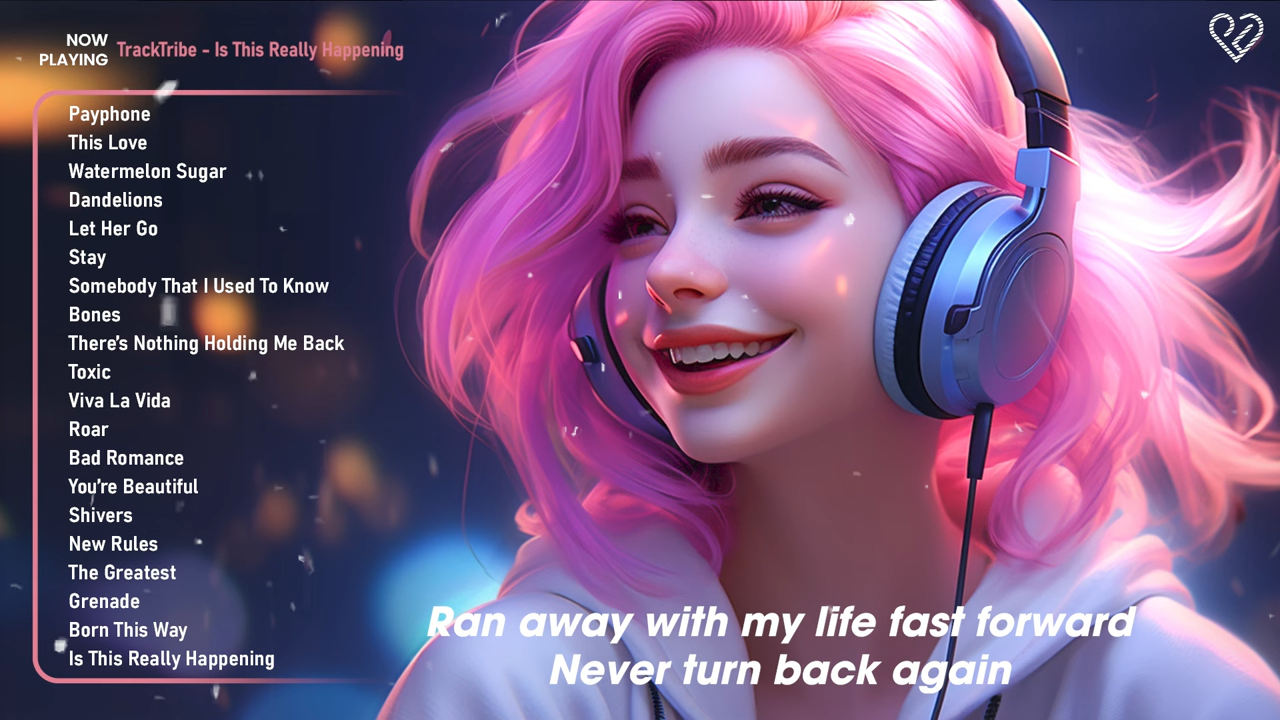 NOW
PLAYING
TrackTribe - Is This Really Happening
Payphone
This Love
Watermelon Sugar
Dandelions
Let Her Go
Stay
Somebody That I Used To Know
Bones
There’s Nothing Holding Me Back
Toxic
Viva La Vida
Roar
Bad Romance
You’re Beautiful
Shivers
New Rules
The Greatest
Grenade
Born This Way
Is This Really Happening
Ran away with my life fast forward
Never turn back again